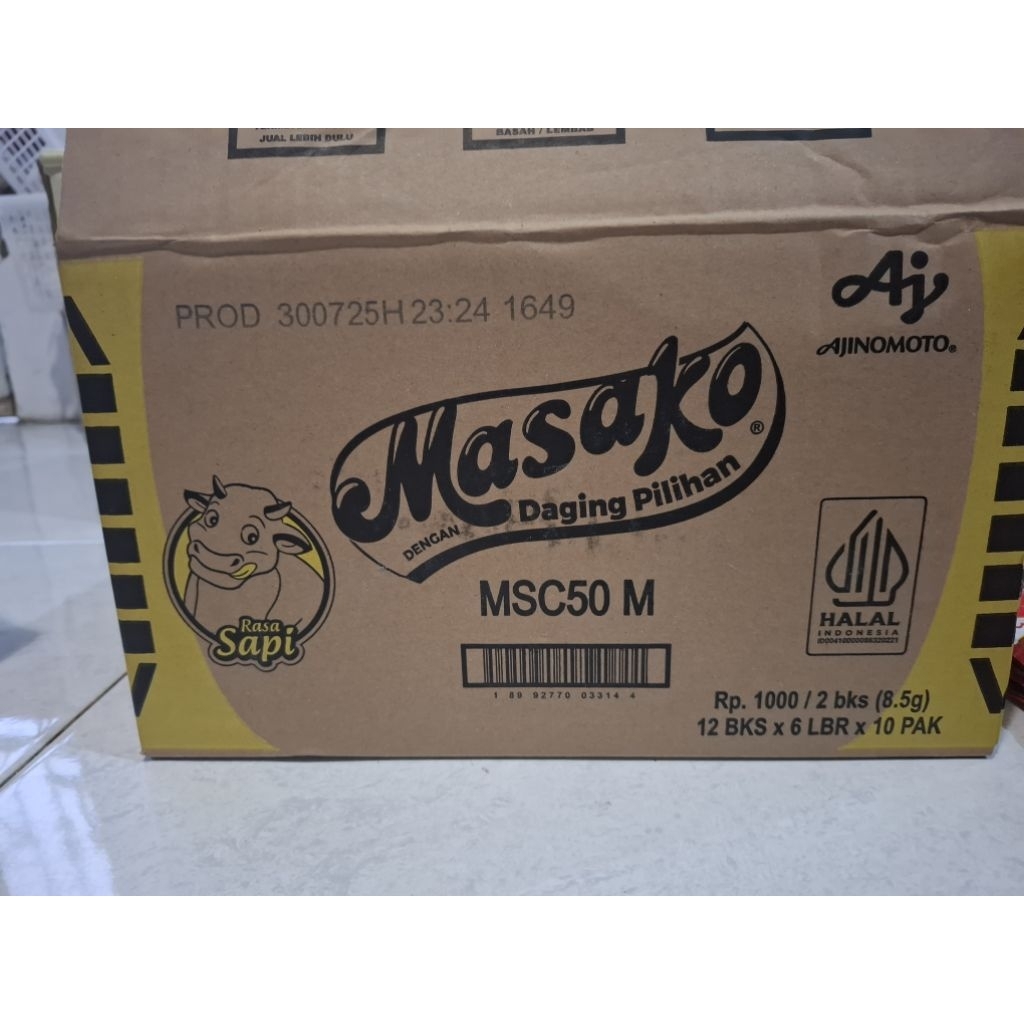 JUAL LEBIH DULU
BASAH / LEMBAB
PROD 300725H 23:24 1649
Aj
AJINOMOTO®
Masako®
DENGAN Daging Pilihan
Rasa
Sapi
MSC50 M
1 89 92770 03314 4
HALAL
INDONESIA
ID00410000086320221
Rp. 1000 / 2 bks (8.5g)
12 BKS x 6 LBR x 10 PAK